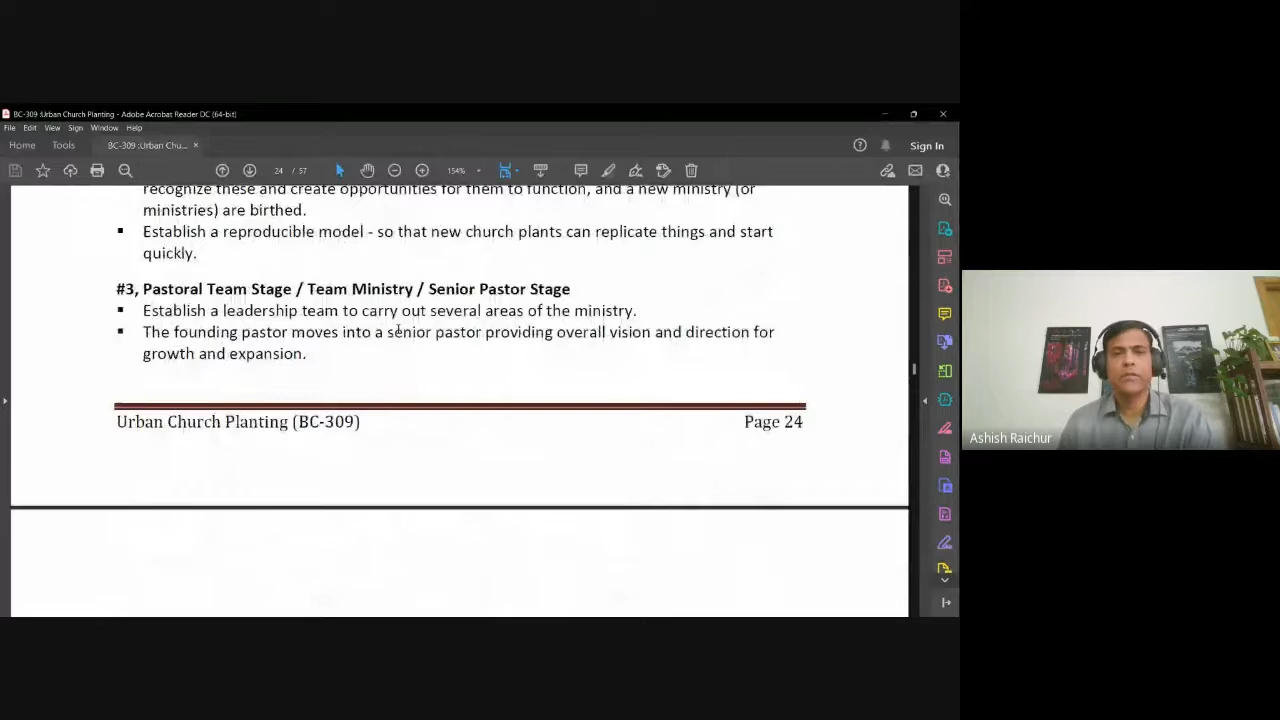 BC-309 :Urban Church Planting - Adobe Acrobat Reader DC (64-bit)
File Edit View Sign Window Help
Home Tools BC-309 :Urban Chu... × Sign In
24 / 57 154%
recognize these and create opportunities for them to function, and a new ministry (or
ministries) are birthed.
▪ Establish a reproducible model - so that new church plants can replicate things and start
quickly.
#3, Pastoral Team Stage / Team Ministry / Senior Pastor Stage
▪ Establish a leadership team to carry out several areas of the ministry.
▪ The founding pastor moves into a senior pastor providing overall vision and direction for
growth and expansion.
Urban Church Planting (BC-309) Page 24
Ashish Raichur